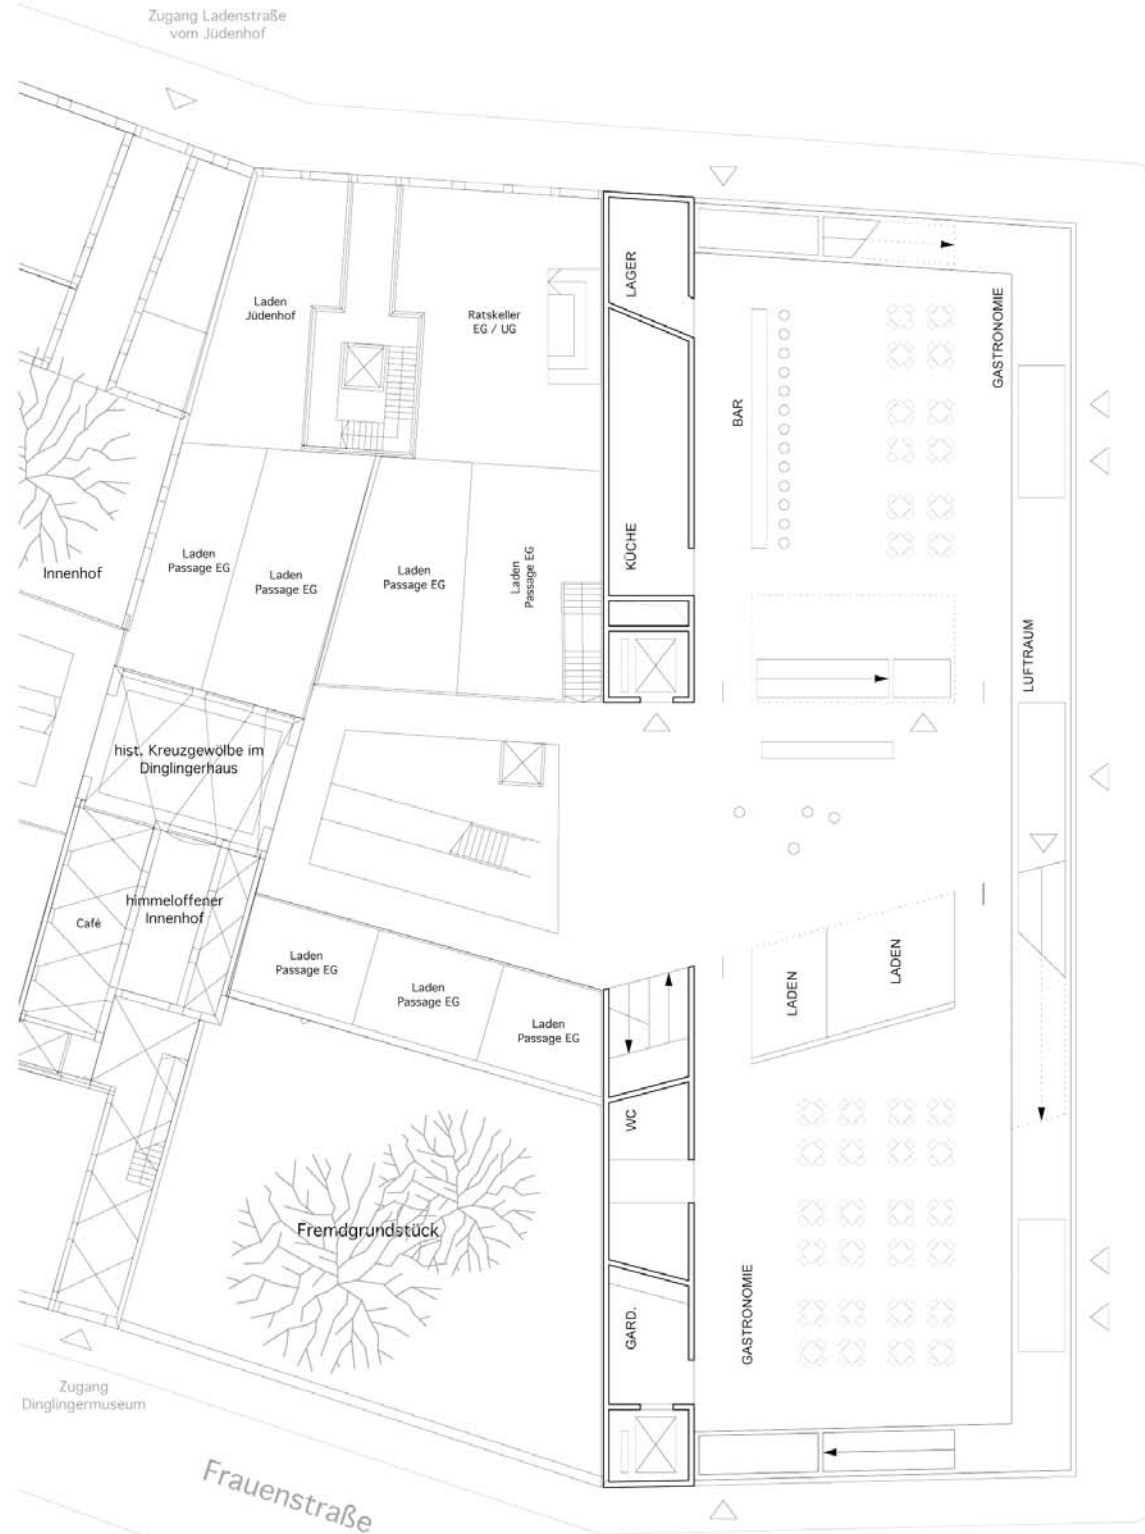 Zugang Ladenstraße
vom Jüdenhof
LAGER
Laden
Jüdenhof
Ratskeller
EG / UG
GASTRONOMIE
BAR
KÜCHE
Laden
Passage EG
Laden
Passage EG
Laden
Passage EG
Laden
Passage EG
Innenhof
LUFTRAUM
hist. Kreuzgewölbe im
Dinglingerhaus
himmeloffener
Innenhof
Café
Laden
Passage EG
Laden
Passage EG
Laden
Passage EG
LADEN
LADEN
WC
Fremdgrundstück
GARD.
GASTRONOMIE
Zugang
Dinglingermuseum
Frauenstraße